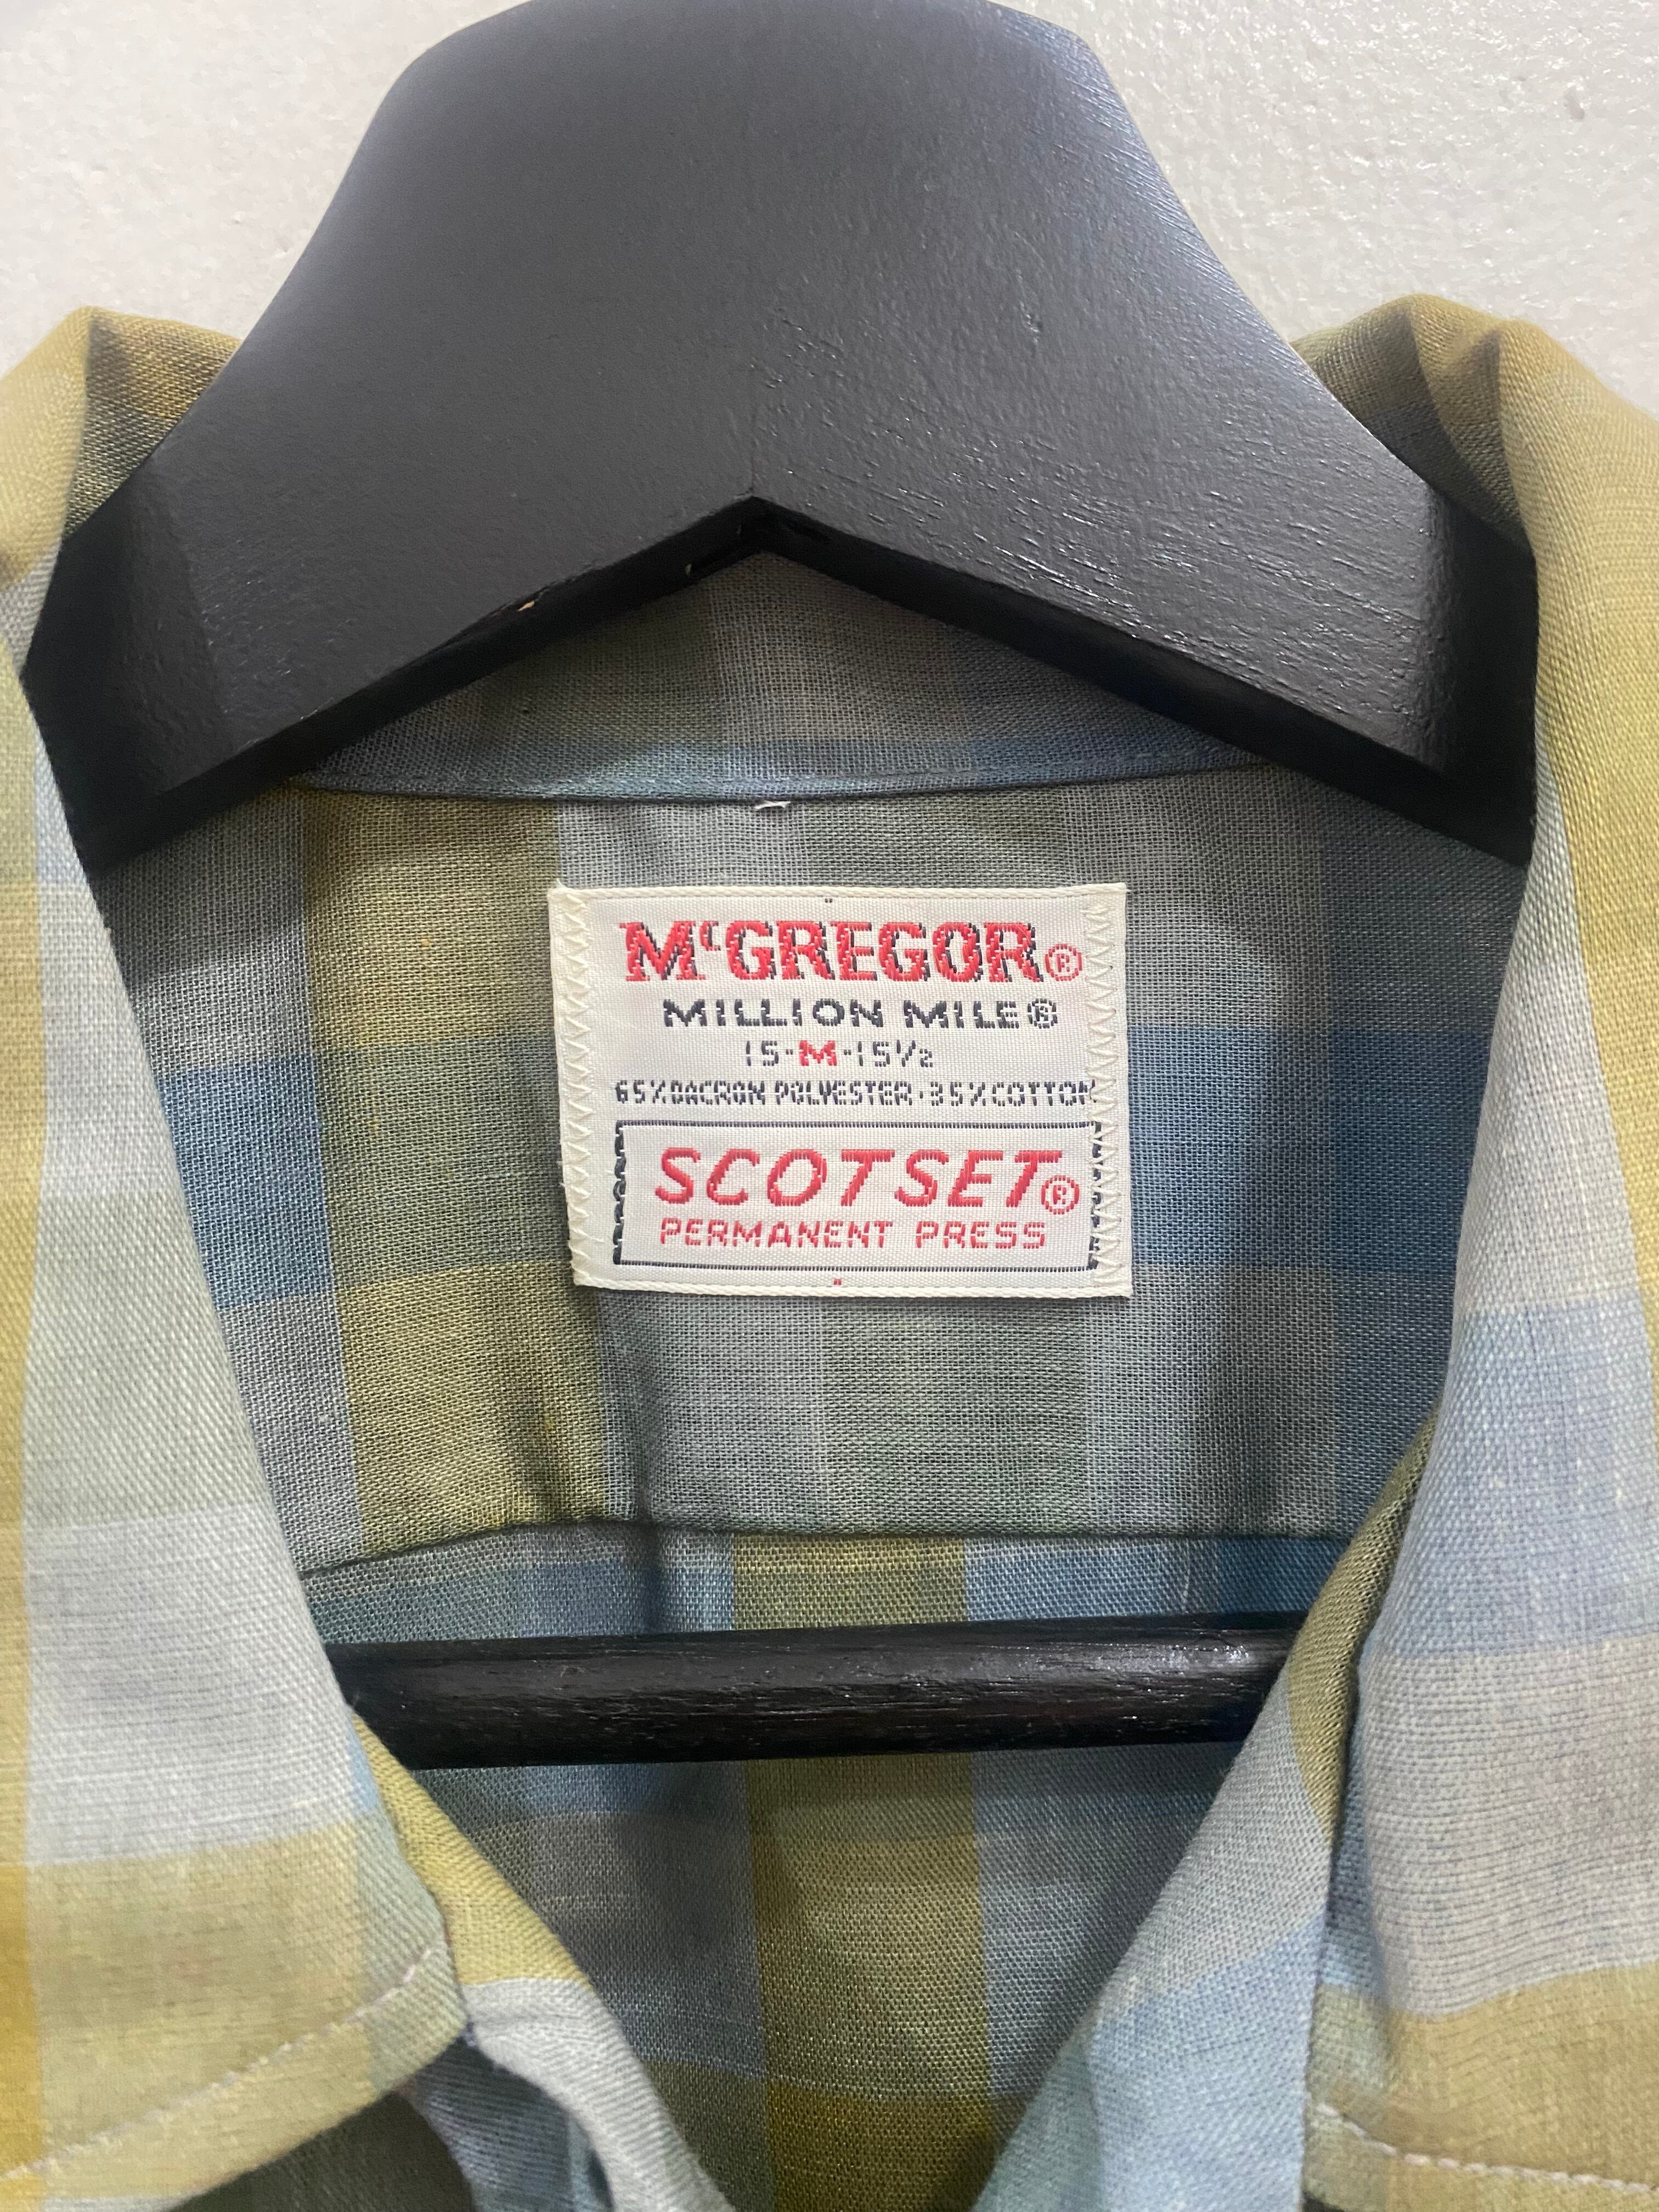 McGREGOR®
MILLION MILE®
15-M-15½
65% DACRON POLYESTER·35% COTTON
SCOTSET®
PERMANENT PRESS